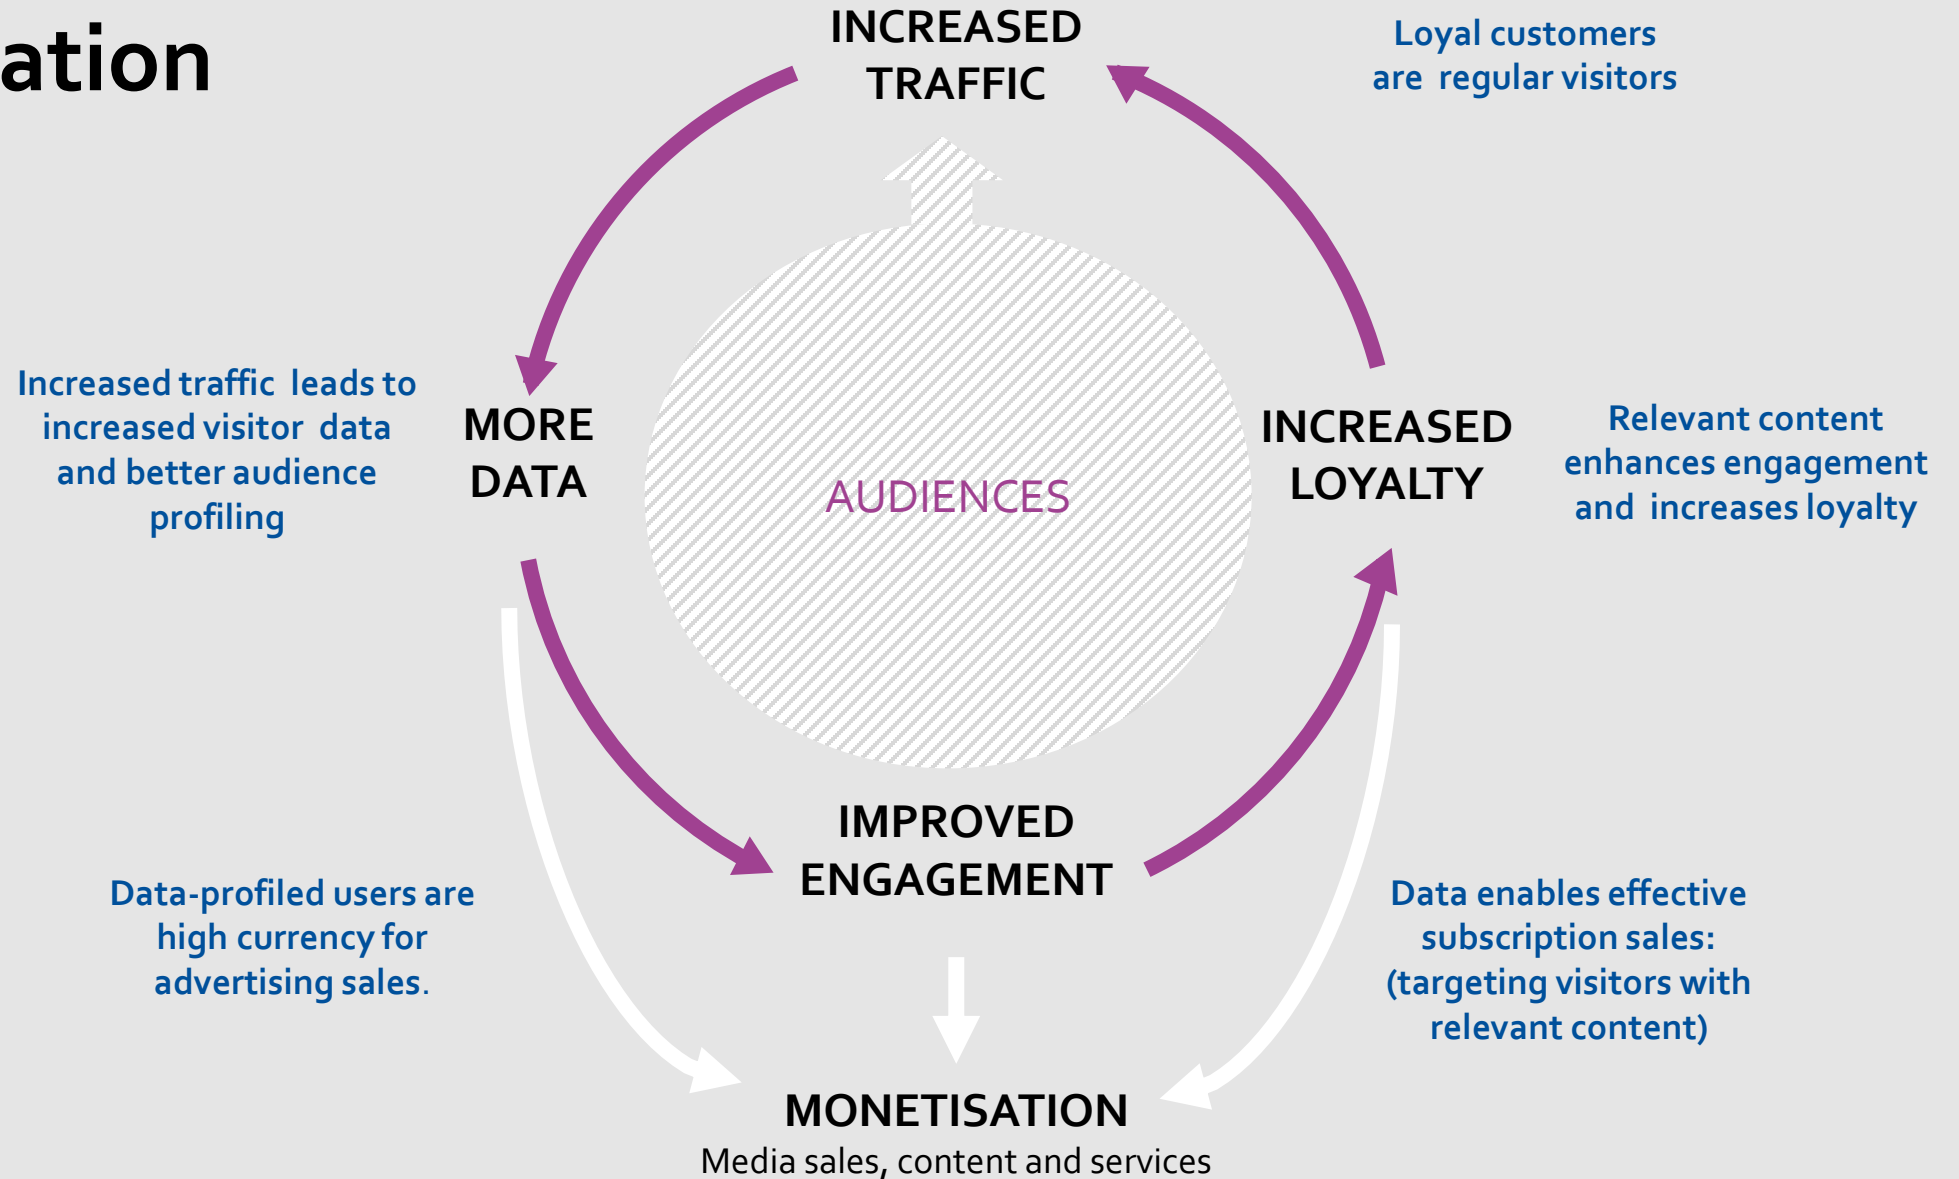 ation
INCREASED
TRAFFIC
Loyal customers
are regular visitors
Increased traffic leads to
increased visitor data
and better audience
profiling
MORE
DATA
AUDIENCES
INCREASED
LOYALTY
Relevant content
enhances engagement
and increases loyalty
IMPROVED
ENGAGEMENT
Data-profiled users are
high currency for
advertising sales.
Data enables effective
subscription sales:
(targeting visitors with
relevant content)
MONETISATION
Media sales, content and services